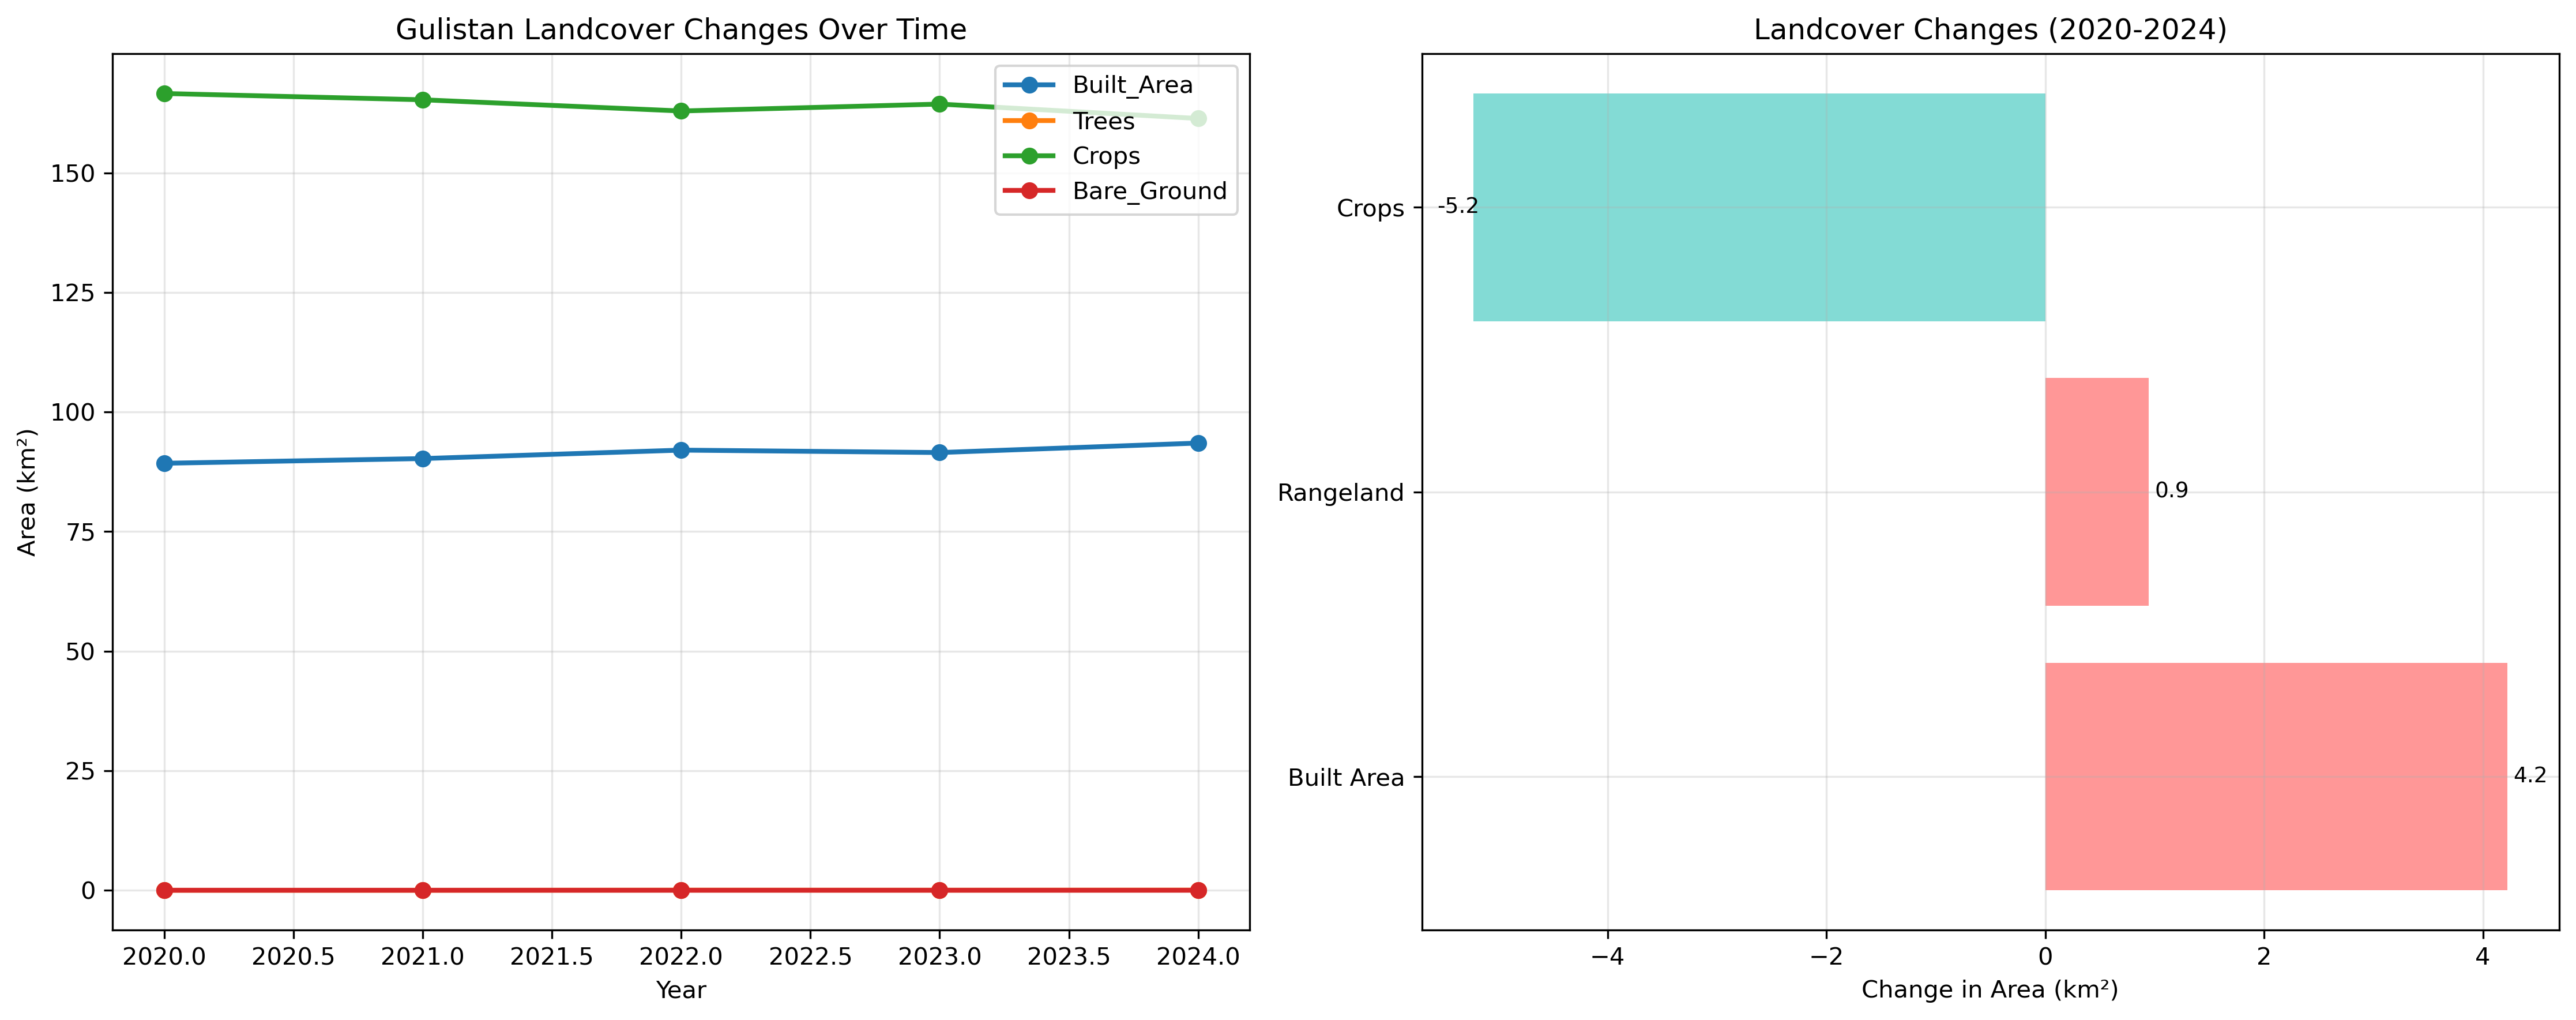 Gulistan Landcover Changes Over Time
Built_Area
Trees
Crops
Bare_Ground
Area (km²)
150
125
100
75
50
25
0
2020.0 2020.5 2021.0 2021.5 2022.0 2022.5 2023.0 2023.5 2024.0
Year
Landcover Changes (2020-2024)
Crops
-5.2
Rangeland
0.9
Built Area
4.2
−4 −2 0 2 4
Change in Area (km²)